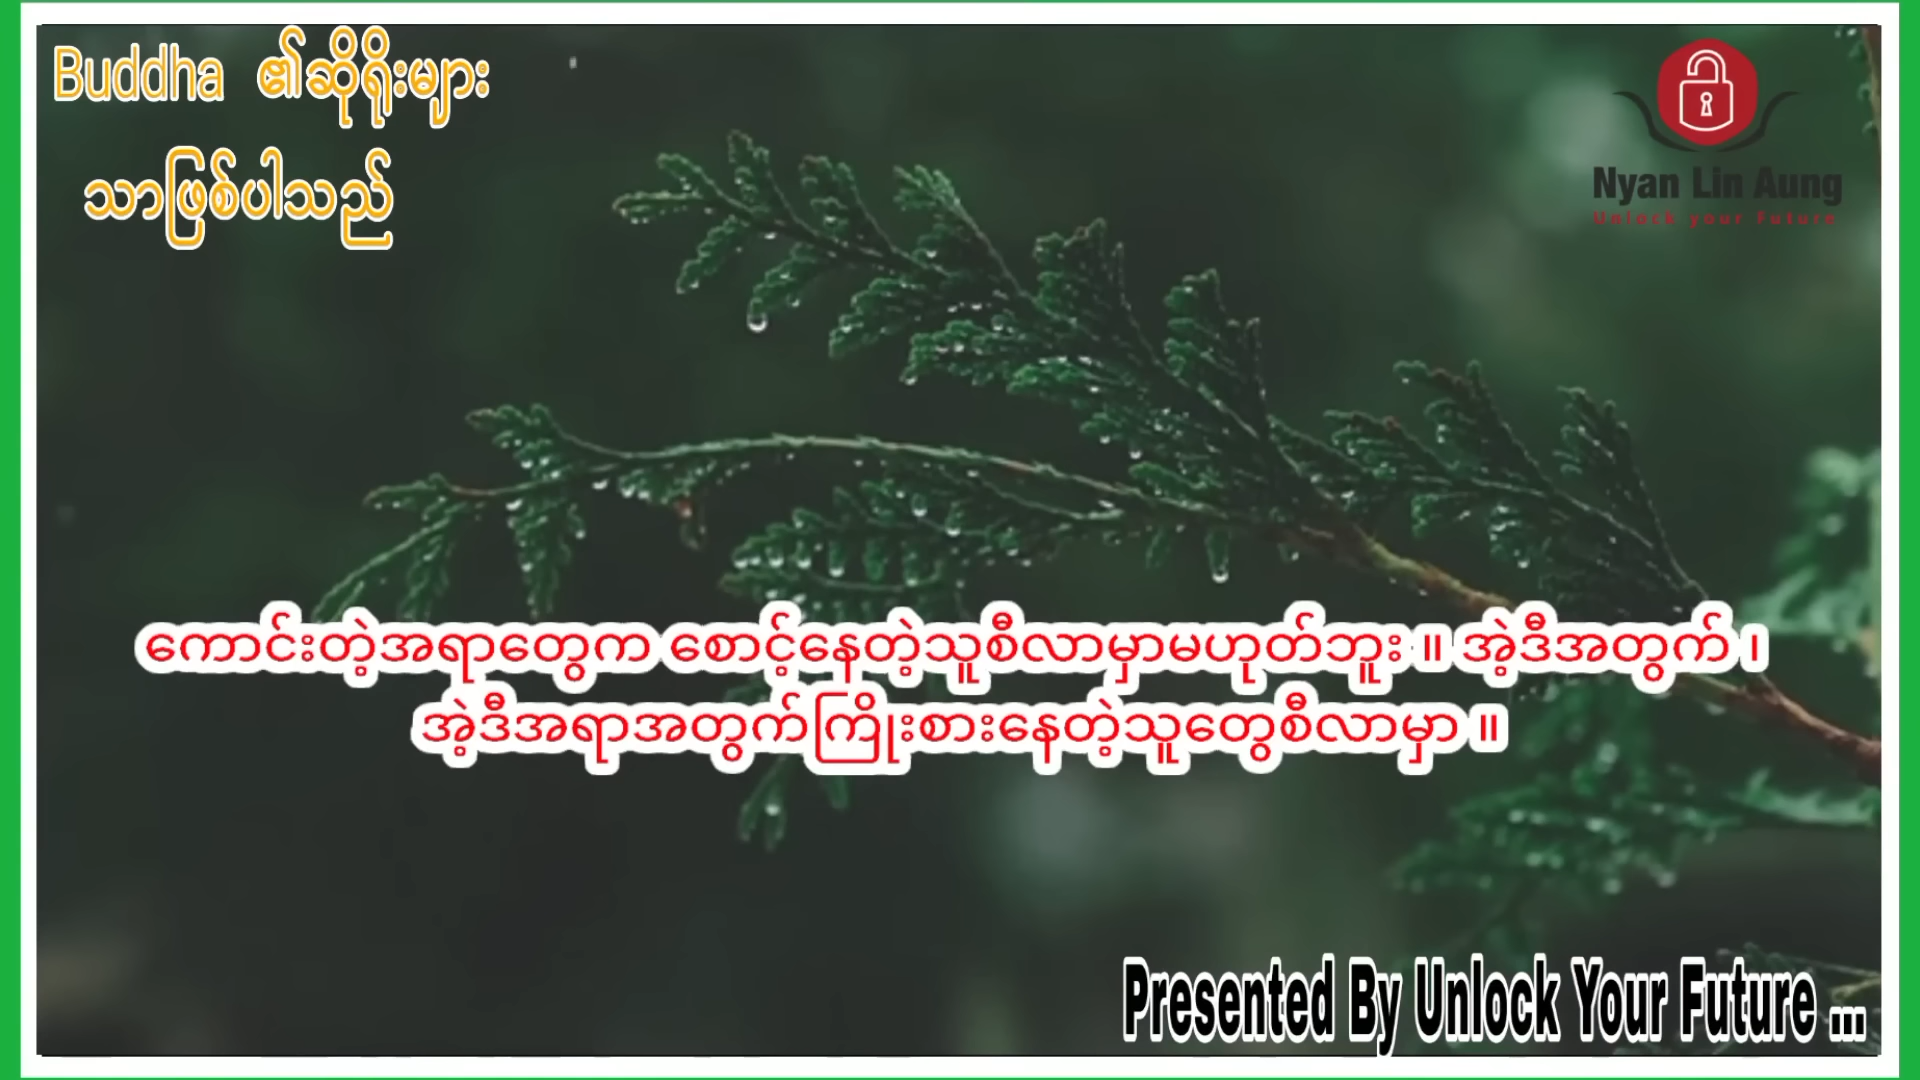 Buddha ၏ဆိုရိုးများ
သာဖြစ်ပါသည်
Nyan Lin Aung
Unlock your Future
ကောင်းတဲ့အရာတွေက စောင့်နေတဲ့သူစီလာမှာမဟုတ်ဘူး ။ အဲ့ဒီအတွက် ၊
အဲ့ဒီအရာအတွက်ကြိုးစားနေတဲ့သူတွေစီလာမှာ ။
Presented By Unlock Your Future ...